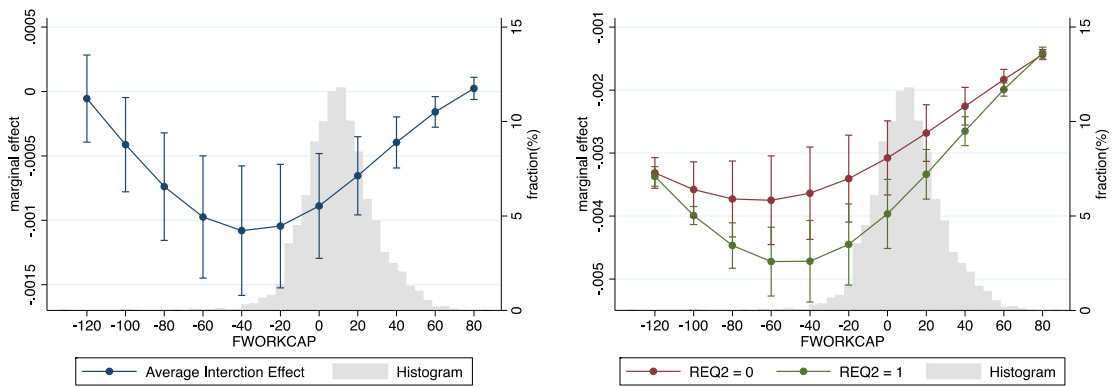 .0005
0
-.0005
-.001
-.0015
marginal effect
15
10
5
0
fraction(%)
-120 -100 -80 -60 -40 -20 0 20 40 60 80
FWORKCAP
Average Interction Effect Histogram
-.001
-.002
-.003
-.004
-.005
marginal effect
15
10
5
0
fraction(%)
-120 -100 -80 -60 -40 -20 0 20 40 60 80
FWORKCAP
REQ2 = 0 REQ2 = 1 Histogram